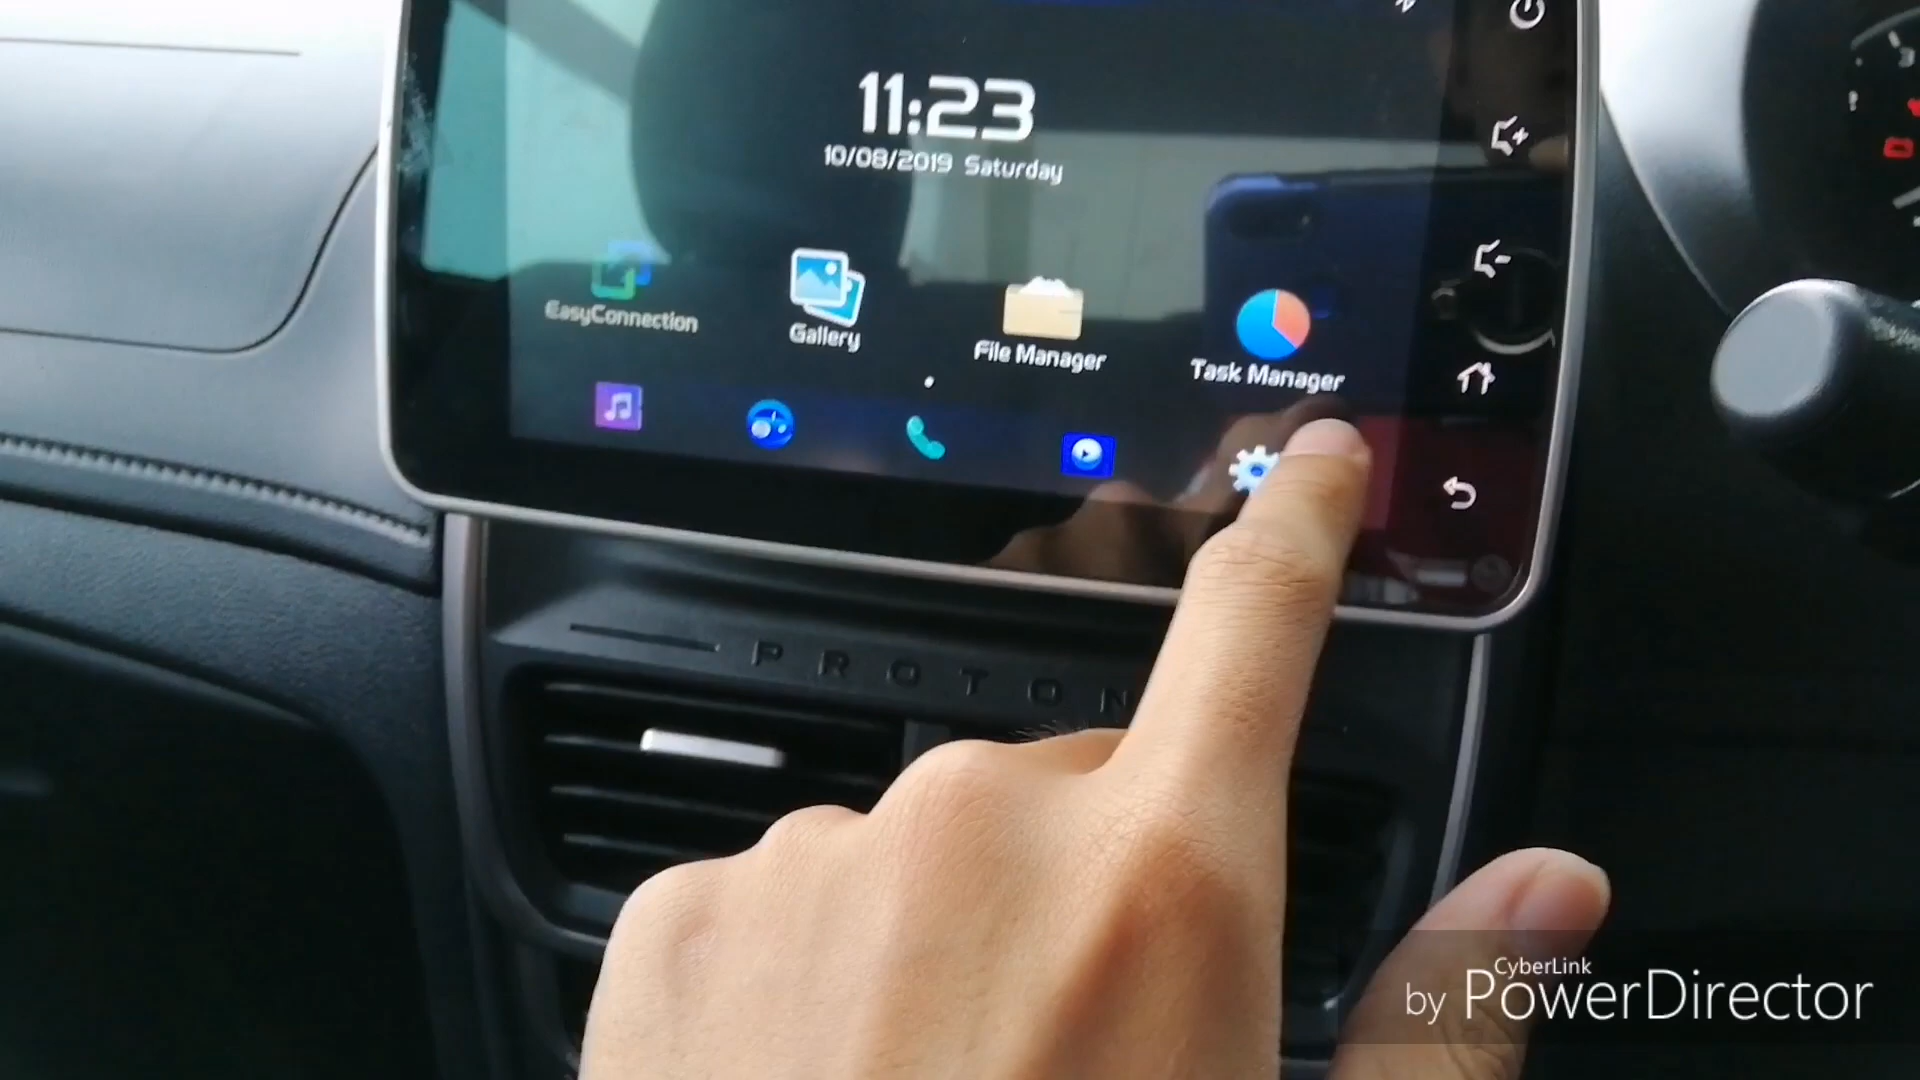 11:23
10/08/2019 Saturday
EasyConnection
Gallery
File Manager
Task Manager
PROTON
CyberLink
by PowerDirector